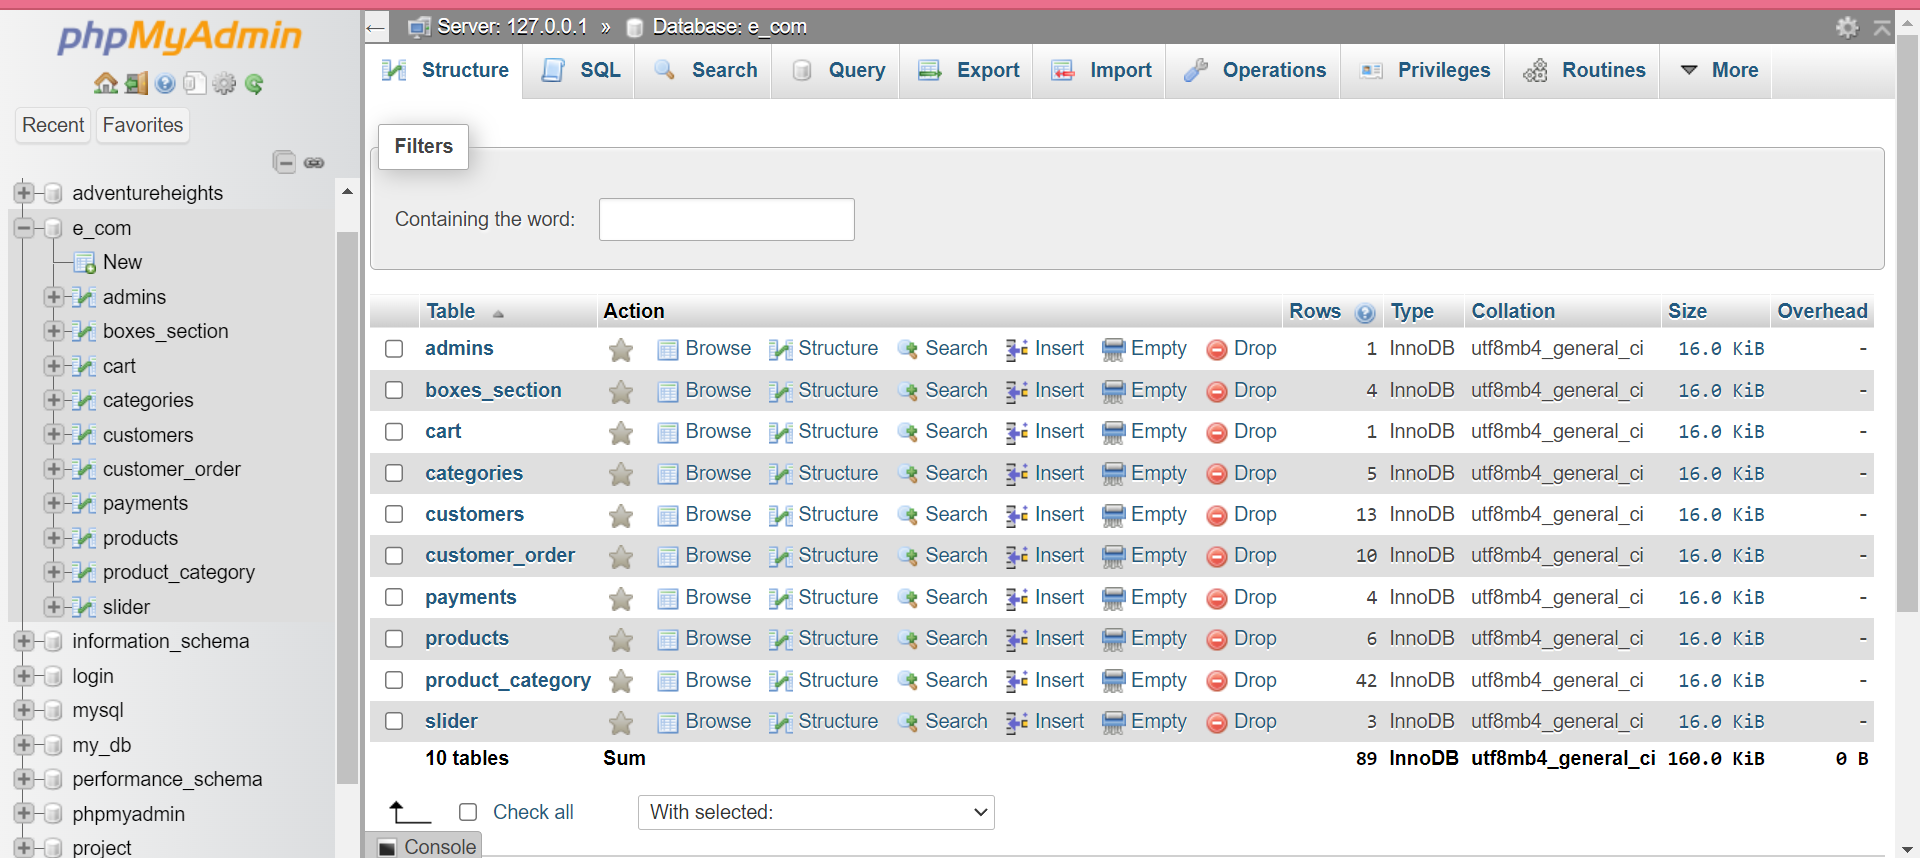 phpMyAdmin
Recent Favorites
adventureheights
e_com
New
admins
boxes_section
cart
categories
customers
customer_order
payments
products
product_category
slider
information_schema
login
mysql
my_db
performance_schema
phpmyadmin
project
← Server: 127.0.0.1 » Database: e_com
Structure SQL Search Query Export Import Operations Privileges Routines More
Filters
Containing the word:
Table Action Rows Type Collation Size Overhead
admins Browse Structure Search Insert Empty Drop 1 InnoDB utf8mb4_general_ci 16.0 KiB -
boxes_section Browse Structure Search Insert Empty Drop 4 InnoDB utf8mb4_general_ci 16.0 KiB -
cart Browse Structure Search Insert Empty Drop 1 InnoDB utf8mb4_general_ci 16.0 KiB -
categories Browse Structure Search Insert Empty Drop 5 InnoDB utf8mb4_general_ci 16.0 KiB -
customers Browse Structure Search Insert Empty Drop 13 InnoDB utf8mb4_general_ci 16.0 KiB -
customer_order Browse Structure Search Insert Empty Drop 10 InnoDB utf8mb4_general_ci 16.0 KiB -
payments Browse Structure Search Insert Empty Drop 4 InnoDB utf8mb4_general_ci 16.0 KiB -
products Browse Structure Search Insert Empty Drop 6 InnoDB utf8mb4_general_ci 16.0 KiB -
product_category Browse Structure Search Insert Empty Drop 42 InnoDB utf8mb4_general_ci 16.0 KiB -
slider Browse Structure Search Insert Empty Drop 3 InnoDB utf8mb4_general_ci 16.0 KiB -
10 tables Sum 89 InnoDB utf8mb4_general_ci 160.0 KiB 0 B
Check all With selected:
Console